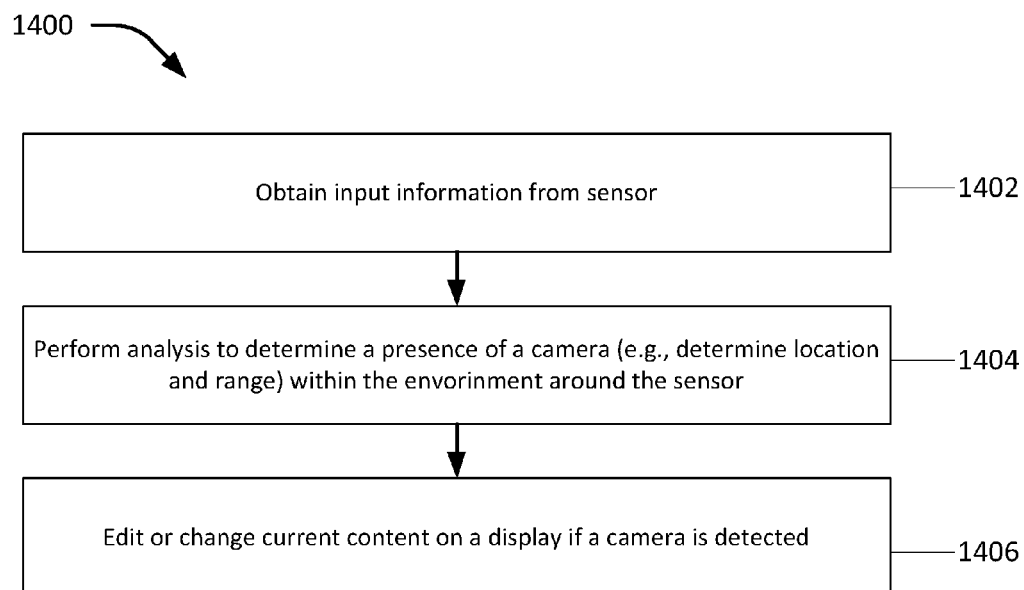 1400
Obtain input information from sensor
1402
Perform analysis to determine a presence of a camera (e.g., determine location
and range) within the envorinment around the sensor
1404
Edit or change current content on a display if a camera is detected
1406